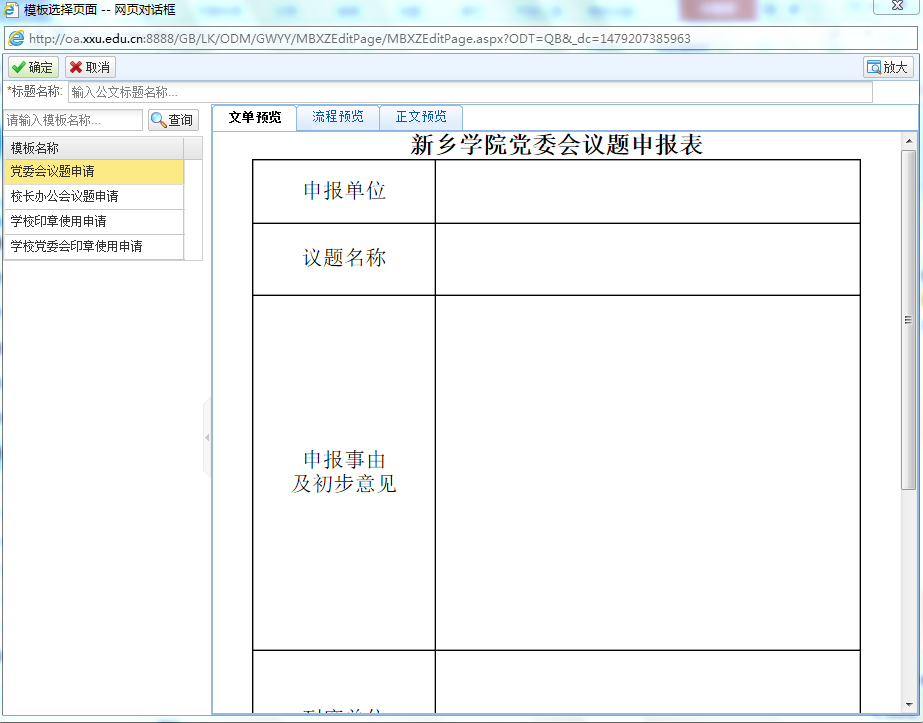 模板选择页面 -- 网页对话框
http://oa.xxu.edu.cn:8888/GB/LK/ODM/GWYY/MBXZEditPage/MBXZEditPage.aspx?ODT=QB&_dc=1479207385963
确定 取消 放大
*标题名称: 输入公文标题名称...
请输入模板名称... 查询
模板名称
党委会议题申请
校长办公会议题申请
学校印章使用申请
学校党委会印章使用申请
文单预览 流程预览 正文预览
新乡学院党委会议题申报表
申报单位
议题名称
申报事由
及初步意见